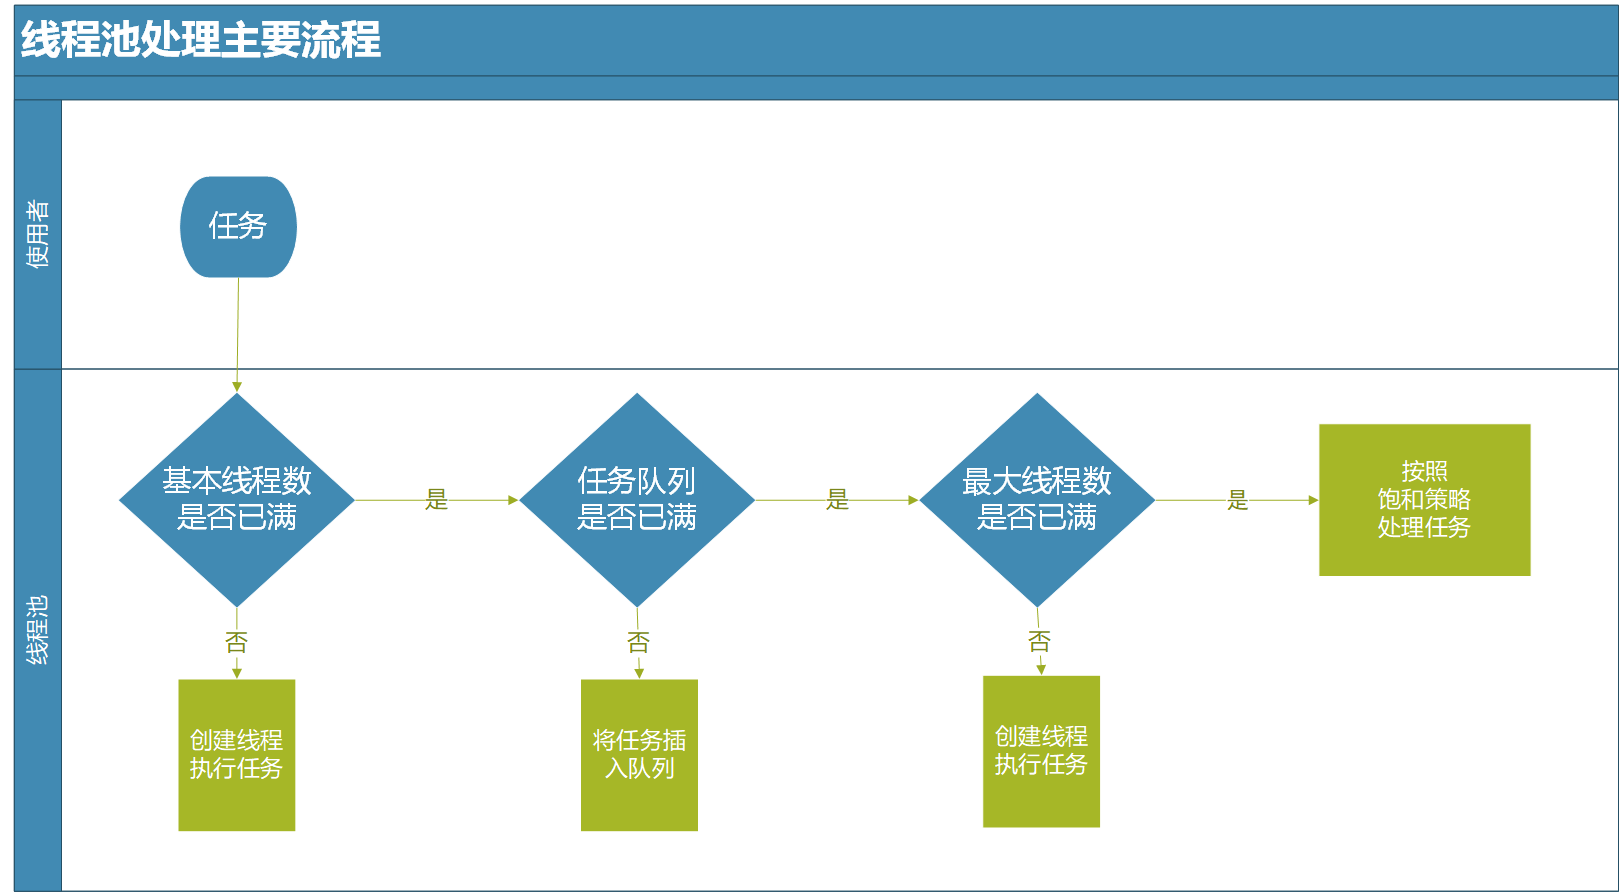 线程池处理主要流程
使用者
任务
线程池
基本线程数
是否已满
是
任务队列
是否已满
是
最大线程数
是否已满
是
按照
饱和策略
处理任务
否
否
否
创建线程
执行任务
将任务插
入队列
创建线程
执行任务